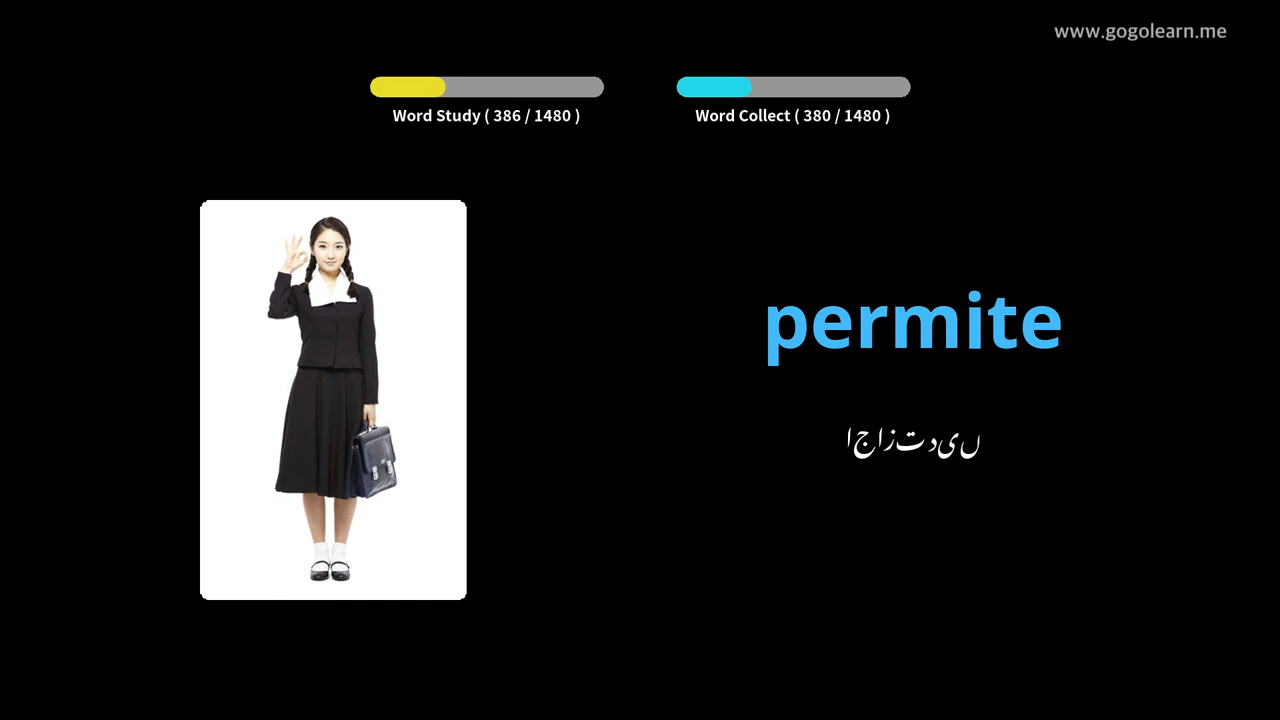 www.gogolearn.me
Word Study ( 386 / 1480 )
Word Collect ( 380 / 1480 )
permite
اجازت دیں